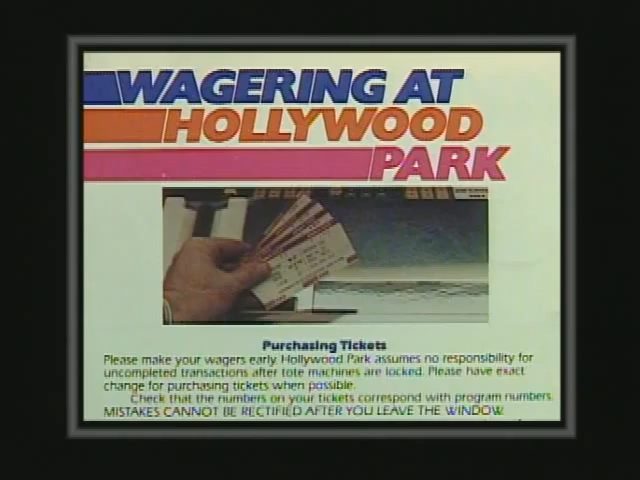 WAGERING AT
HOLLYWOOD
PARK
Purchasing Tickets
Please make your wagers early. Hollywood Park assumes no responsibility for
uncompleted transactions after tote machines are locked. Please have exact
change for purchasing tickets when possible.
Check that the numbers on your tickets correspond with program numbers.
MISTAKES CANNOT BE RECTIFIED AFTER YOU LEAVE THE WINDOW.